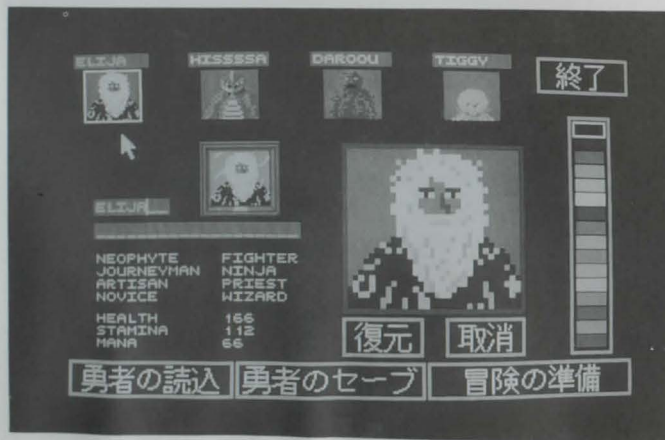 ELIJA HISSSSA DAROOU TIGGY
終了
ELIJA
NEOPHYTE FIGHTER
JOURNEYMAN NINJA
ARTISAN PRIEST
NOVICE WIZARD
HEALTH 166
STAMINA 112
MANA 66
復元 取消
勇者の読込 勇者のセーブ 冒険の準備